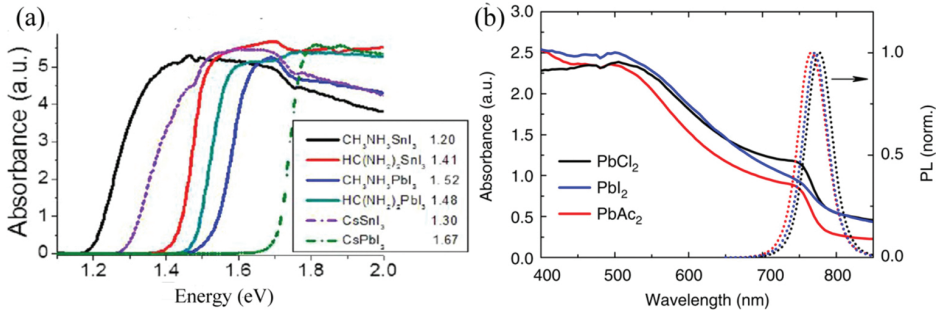 (a)
Absorbance (a.u.)
5
4
3
2
1
0
CH₃NH₃SnI₃ 1.20
HC(NH₂)₂SnI₃ 1.41
CH₃NH₃PbI₃ 1.52
HC(NH₂)₂PbI₃ 1.48
CsSnI₃ 1.30
CsPbI₃ 1.67
1.2 1.4 1.6 1.8 2.0
Energy (eV)
(b)
Absorbance (a.u.)
3.0
2.5
2.0
1.5
1.0
0.5
0.0
PbCl₂
PbI₂
PbAc₂
400 500 600 700 800
Wavelength (nm)
1.0
0.5
0.0
PL (norm.)